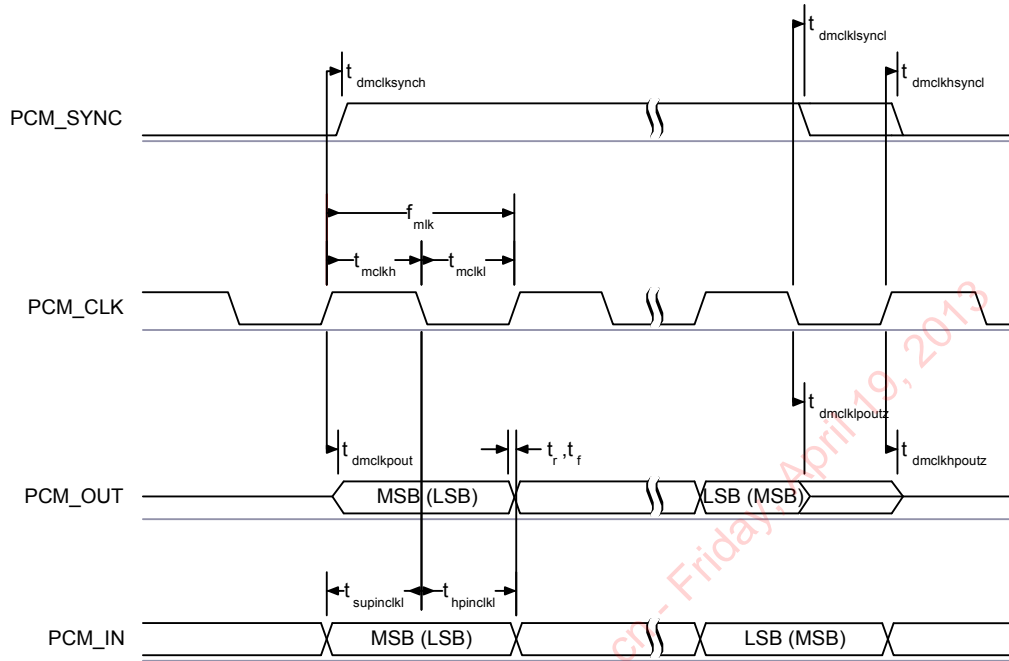 t dmclklsyncl
t dmclksynch
t dmclkhsyncl
PCM_SYNC
f mlk
t mclkh
t mclkl
PCM_CLK
t dmclklpoutz
t dmclkpout
t r ,t f
t dmclkhpoutz
PCM_OUT
MSB (LSB)
LSB (MSB)
t supinclkl
t hpinclkl
PCM_IN
MSB (LSB)
LSB (MSB)
cn - Friday, April 19, 2013